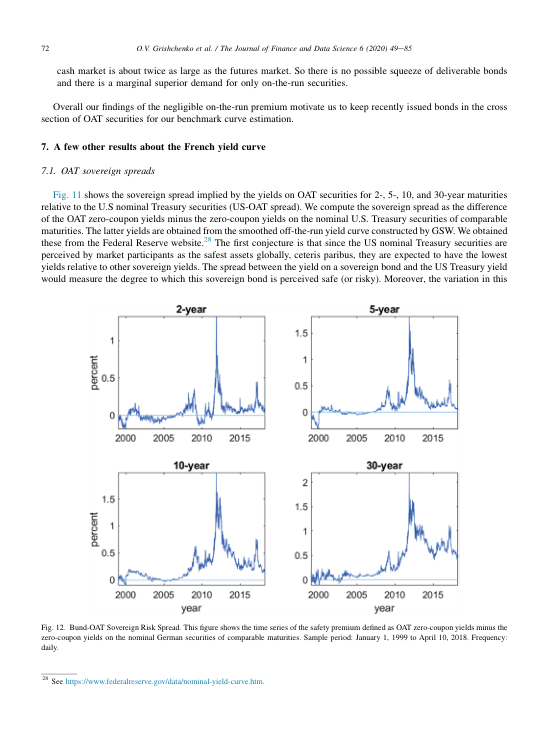 72
O.V. Grishchenko et al. / The Journal of Finance and Data Science 6 (2020) 49–85
cash market is about twice as large as the futures market. So there is no possible squeeze of deliverable bonds
and there is a marginal superior demand for only on-the-run securities.
Overall our findings of the negligible on-the-run premium motivate us to keep recently issued bonds in the cross
section of OAT securities for our benchmark curve estimation.
7. A few other results about the French yield curve
7.1. OAT sovereign spreads
Fig. 11 shows the sovereign spread implied by the yields on OAT securities for 2-, 5-, 10, and 30-year maturities
relative to the U.S nominal Treasury securities (US-OAT spread). We compute the sovereign spread as the difference
of the OAT zero-coupon yields minus the zero-coupon yields on the nominal U.S. Treasury securities of comparable
maturities. The latter yields are obtained from the smoothed off-the-run yield curve constructed by GSW. We obtained
these from the Federal Reserve website.28 The first conjecture is that since the US nominal Treasury securities are
perceived by market participants as the safest assets globally, ceteris paribus, they are expected to have the lowest
yields relative to other sovereign yields. The spread between the yield on a sovereign bond and the US Treasury yield
would measure the degree to which this sovereign bond is perceived safe (or risky). Moreover, the variation in this
2-year
percent
1
0.5
0
2000 2005 2010 2015
5-year
1.5
1
0.5
0
2000 2005 2010 2015
10-year
percent
1.5
1
0.5
0
2000 2005 2010 2015
year
30-year
2
1.5
1
0.5
0
2000 2005 2010 2015
year
Fig. 12. Bund-OAT Sovereign Risk Spread. This figure shows the time series of the safety premium defined as OAT zero-coupon yields minus the
zero-coupon yields on the nominal German securities of comparable maturities. Sample period: January 1, 1999 to April 10, 2018. Frequency:
daily.
28 See https://www.federalreserve.gov/data/nominal-yield-curve.htm.